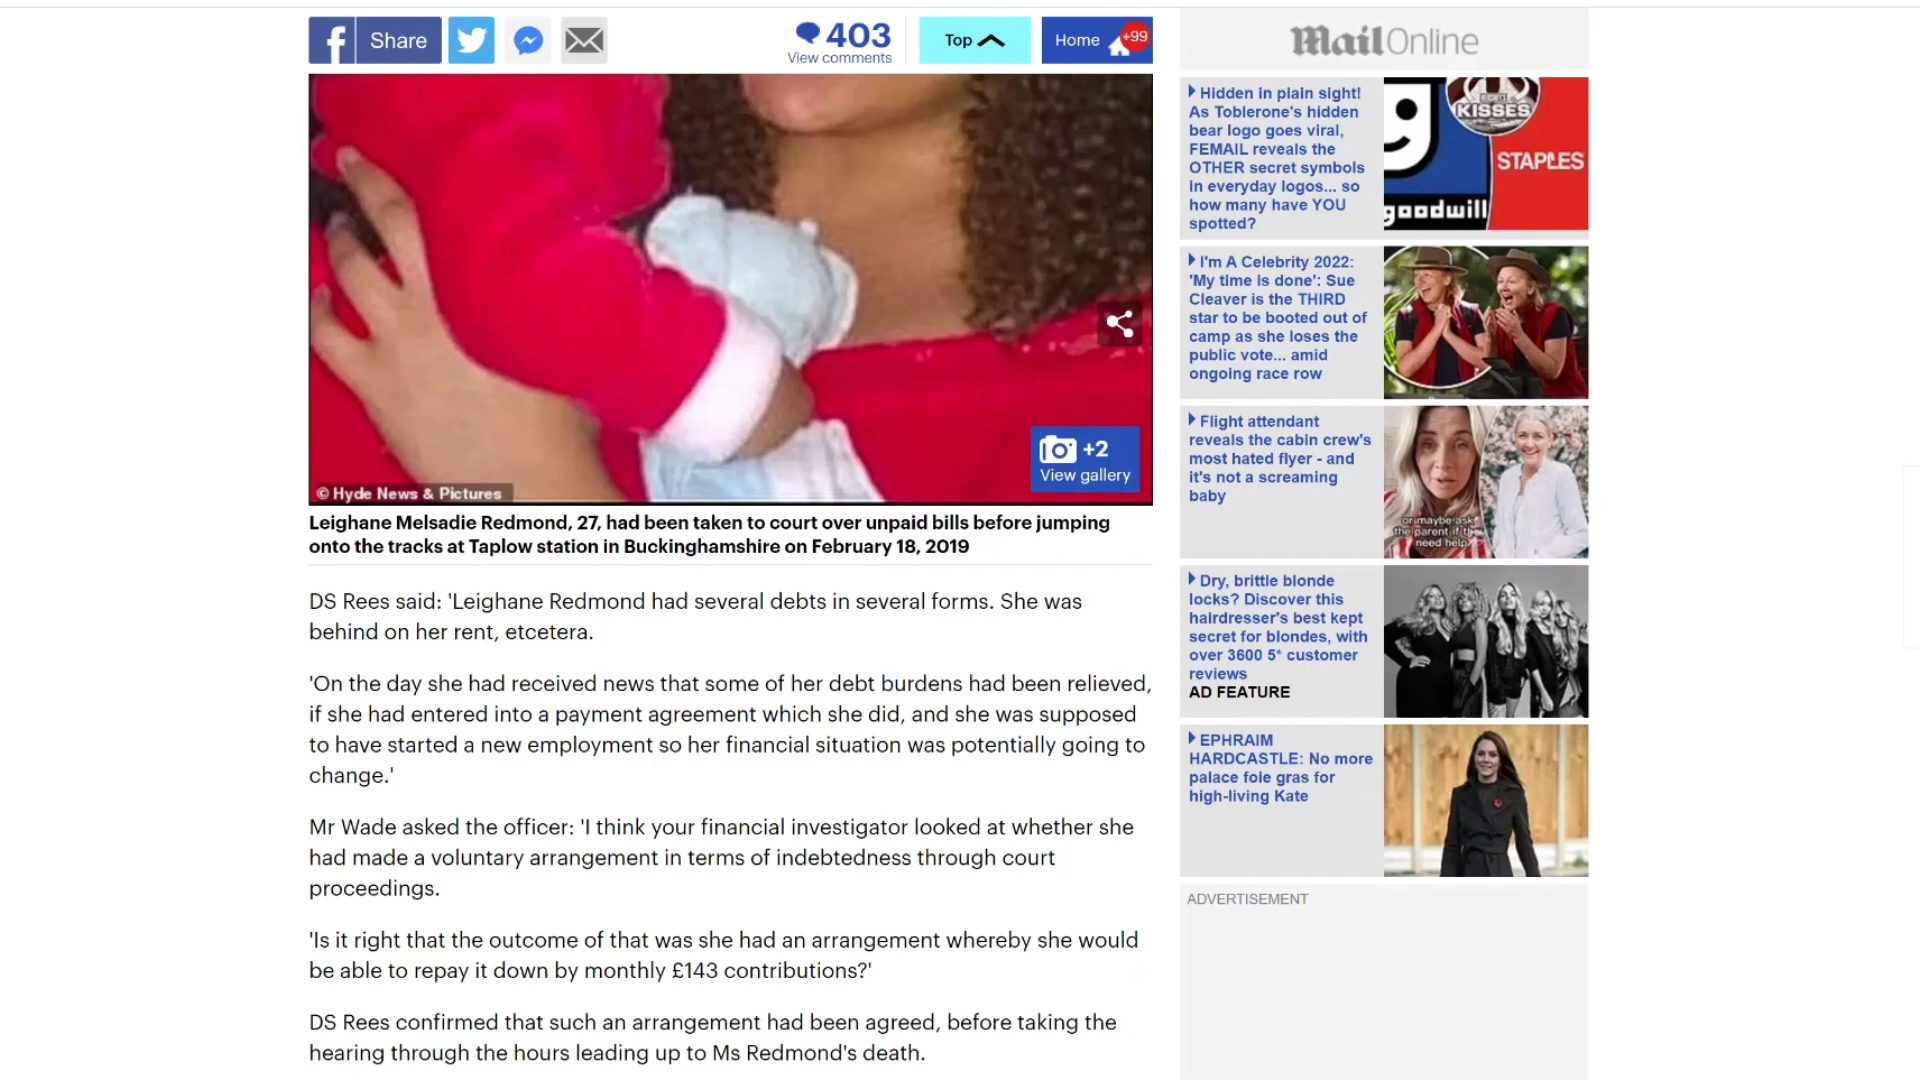 Share
403
View comments
Top
Home
+99
MailOnline
+2
View gallery
© Hyde News & Pictures
Leighane Melsadie Redmond, 27, had been taken to court over unpaid bills before jumping
onto the tracks at Taplow station in Buckinghamshire on February 18, 2019
DS Rees said: 'Leighane Redmond had several debts in several forms. She was
behind on her rent, etcetera.
'On the day she had received news that some of her debt burdens had been relieved,
if she had entered into a payment agreement which she did, and she was supposed
to have started a new employment so her financial situation was potentially going to
change.'
Mr Wade asked the officer: 'I think your financial investigator looked at whether she
had made a voluntary arrangement in terms of indebtedness through court
proceedings.
'Is it right that the outcome of that was she had an arrangement whereby she would
be able to repay it down by monthly £143 contributions?'
DS Rees confirmed that such an arrangement had been agreed, before taking the
hearing through the hours leading up to Ms Redmond's death.
Hidden in plain sight!
As Toblerone's hidden
bear logo goes viral,
FEMAIL reveals the
OTHER secret symbols
in everyday logos... so
how many have YOU
spotted?
KISSES
STAPLES
goodwill
I'm A Celebrity 2022:
'My time is done': Sue
Cleaver is the THIRD
star to be booted out of
camp as she loses the
public vote... amid
ongoing race row
Flight attendant
reveals the cabin crew's
most hated flyer - and
it's not a screaming
baby
or maybe ask
the parent if they
need help
Dry, brittle blonde
locks? Discover this
hairdresser's best kept
secret for blondes, with
over 3600 5* customer
reviews
AD FEATURE
EPHRAIM
HARDCASTLE: No more
palace foie gras for
high-living Kate
ADVERTISEMENT